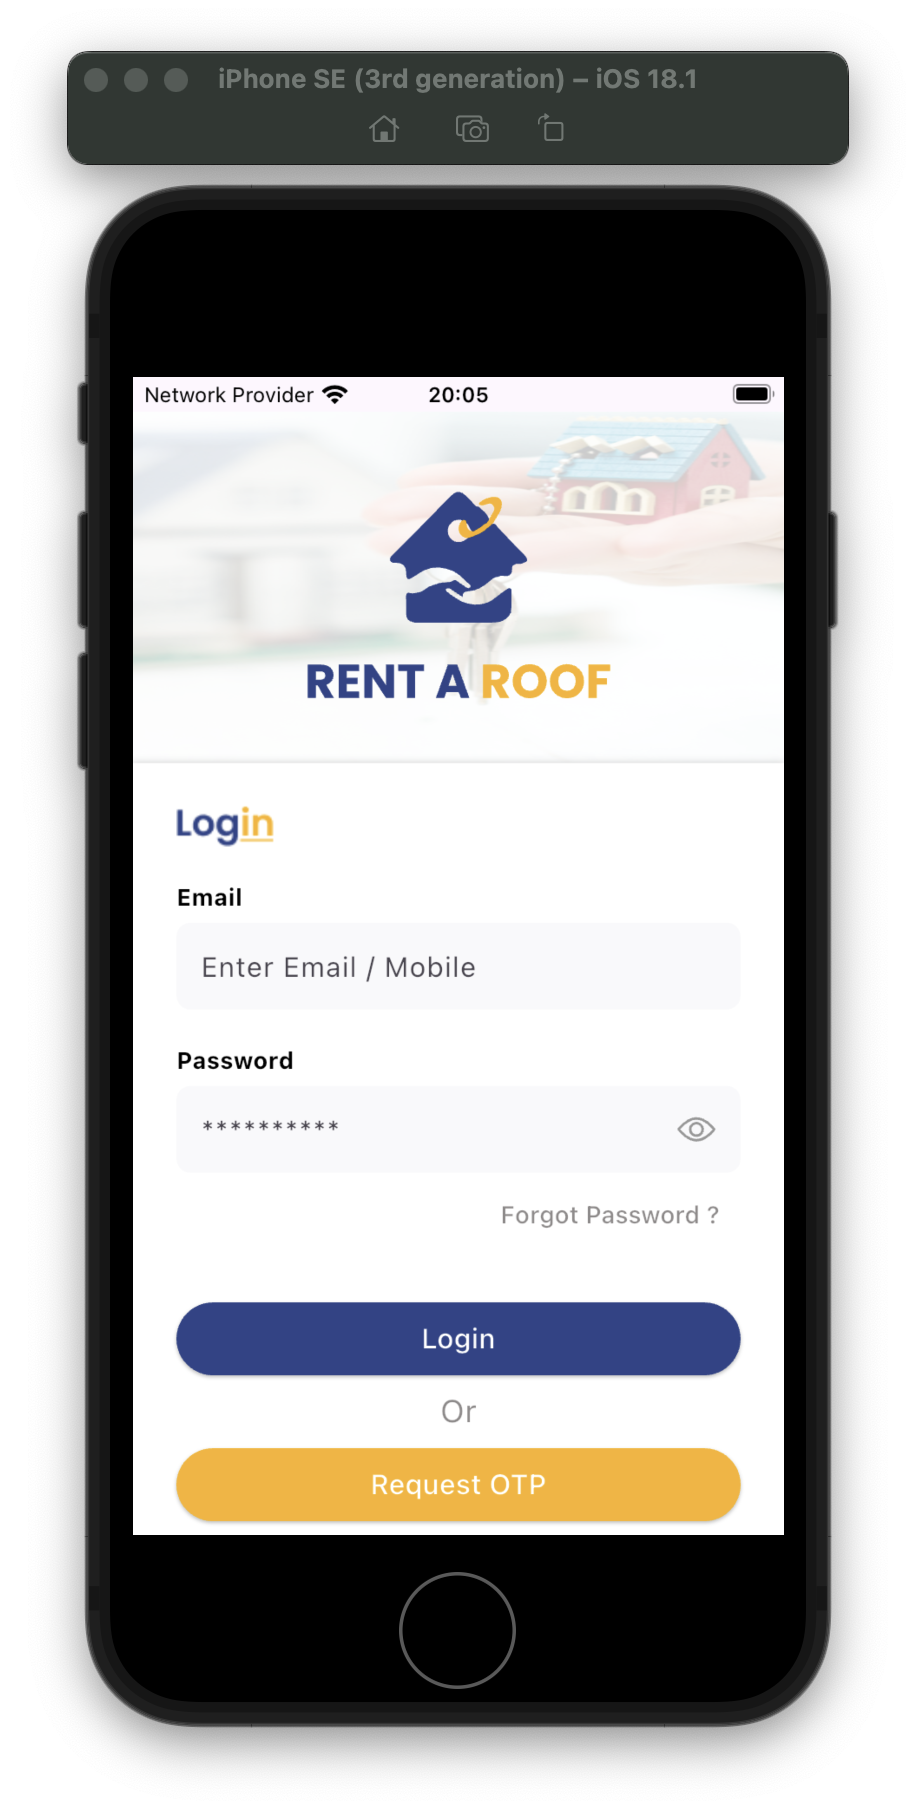 iPhone SE (3rd generation) – iOS 18.1
Network Provider 20:05
RENT A ROOF
Login
Email
Enter Email / Mobile
Password
**********
Forgot Password ?
Login
Or
Request OTP